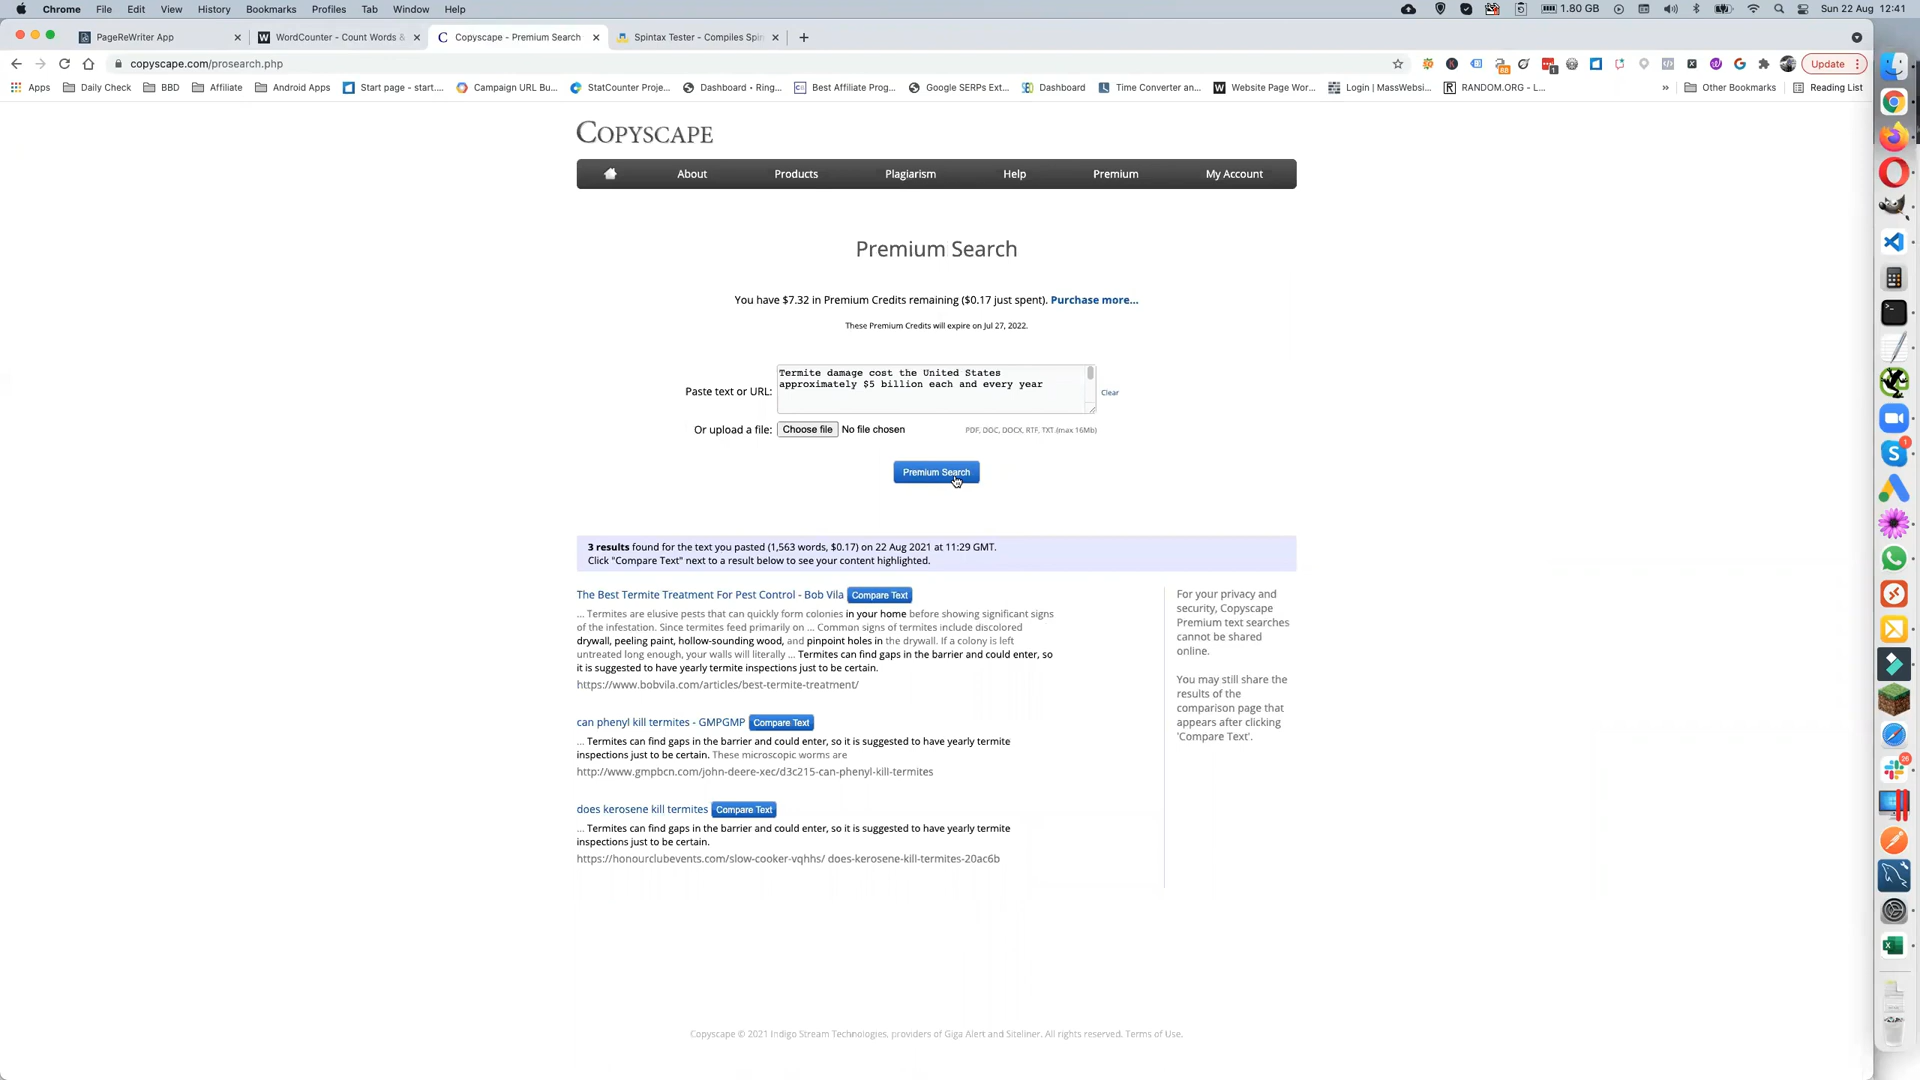 Chrome File Edit View History Bookmarks Profiles Tab Window Help 1.80 GB Sun 22 Aug 12:41
PageReWriter App WordCounter - Count Words & Copyscape - Premium Search Spintax Tester - Compiles Spin
copyscape.com/prosearch.php Update
Apps Daily Check BBD Affiliate Android Apps Start page - start.... Campaign URL Bu... StatCounter Proje... Dashboard • Ring... Best Affiliate Prog... Google SERPs Ext... Dashboard Time Converter an... Website Page Wor... Login | MassWebsi... RANDOM.ORG - L... » Other Bookmarks Reading List
COPYSCAPE
About Products Plagiarism Help Premium My Account
Premium Search
You have $7.32 in Premium Credits remaining ($0.17 just spent). Purchase more...
These Premium Credits will expire on Jul 27, 2022.
Paste text or URL:
Termite damage cost the United States
approximately $5 billion each and every year
Clear
Or upload a file: Choose file No file chosen PDF, DOC, DOCX, RTF, TXT (max 16Mb)
Premium Search
3 results found for the text you pasted (1,563 words, $0.17) on 22 Aug 2021 at 11:29 GMT.
Click "Compare Text" next to a result below to see your content highlighted.
The Best Termite Treatment For Pest Control - Bob Vila Compare Text
... Termites are elusive pests that can quickly form colonies in your home before showing significant signs
of the infestation. Since termites feed primarily on ... Common signs of termites include discolored
drywall, peeling paint, hollow-sounding wood, and pinpoint holes in the drywall. If a colony is left
untreated long enough, your walls will literally ... Termites can find gaps in the barrier and could enter, so
it is suggested to have yearly termite inspections just to be certain.
https://www.bobvila.com/articles/best-termite-treatment/
can phenyl kill termites - GMPGMP Compare Text
... Termites can find gaps in the barrier and could enter, so it is suggested to have yearly termite
inspections just to be certain. These microscopic worms are
http://www.gmpbcn.com/john-deere-xec/d3c215-can-phenyl-kill-termites
does kerosene kill termites Compare Text
... Termites can find gaps in the barrier and could enter, so it is suggested to have yearly termite
inspections just to be certain.
https://honourclubevents.com/slow-cooker-vqhhs/ does-kerosene-kill-termites-20ac6b
For your privacy and
security, Copyscape
Premium text searches
cannot be shared
online.
You may still share the
results of the
comparison page that
appears after clicking
'Compare Text'.
Copyscape © 2021 Indigo Stream Technologies, providers of Giga Alert and Siteliner. All rights reserved. Terms of Use.